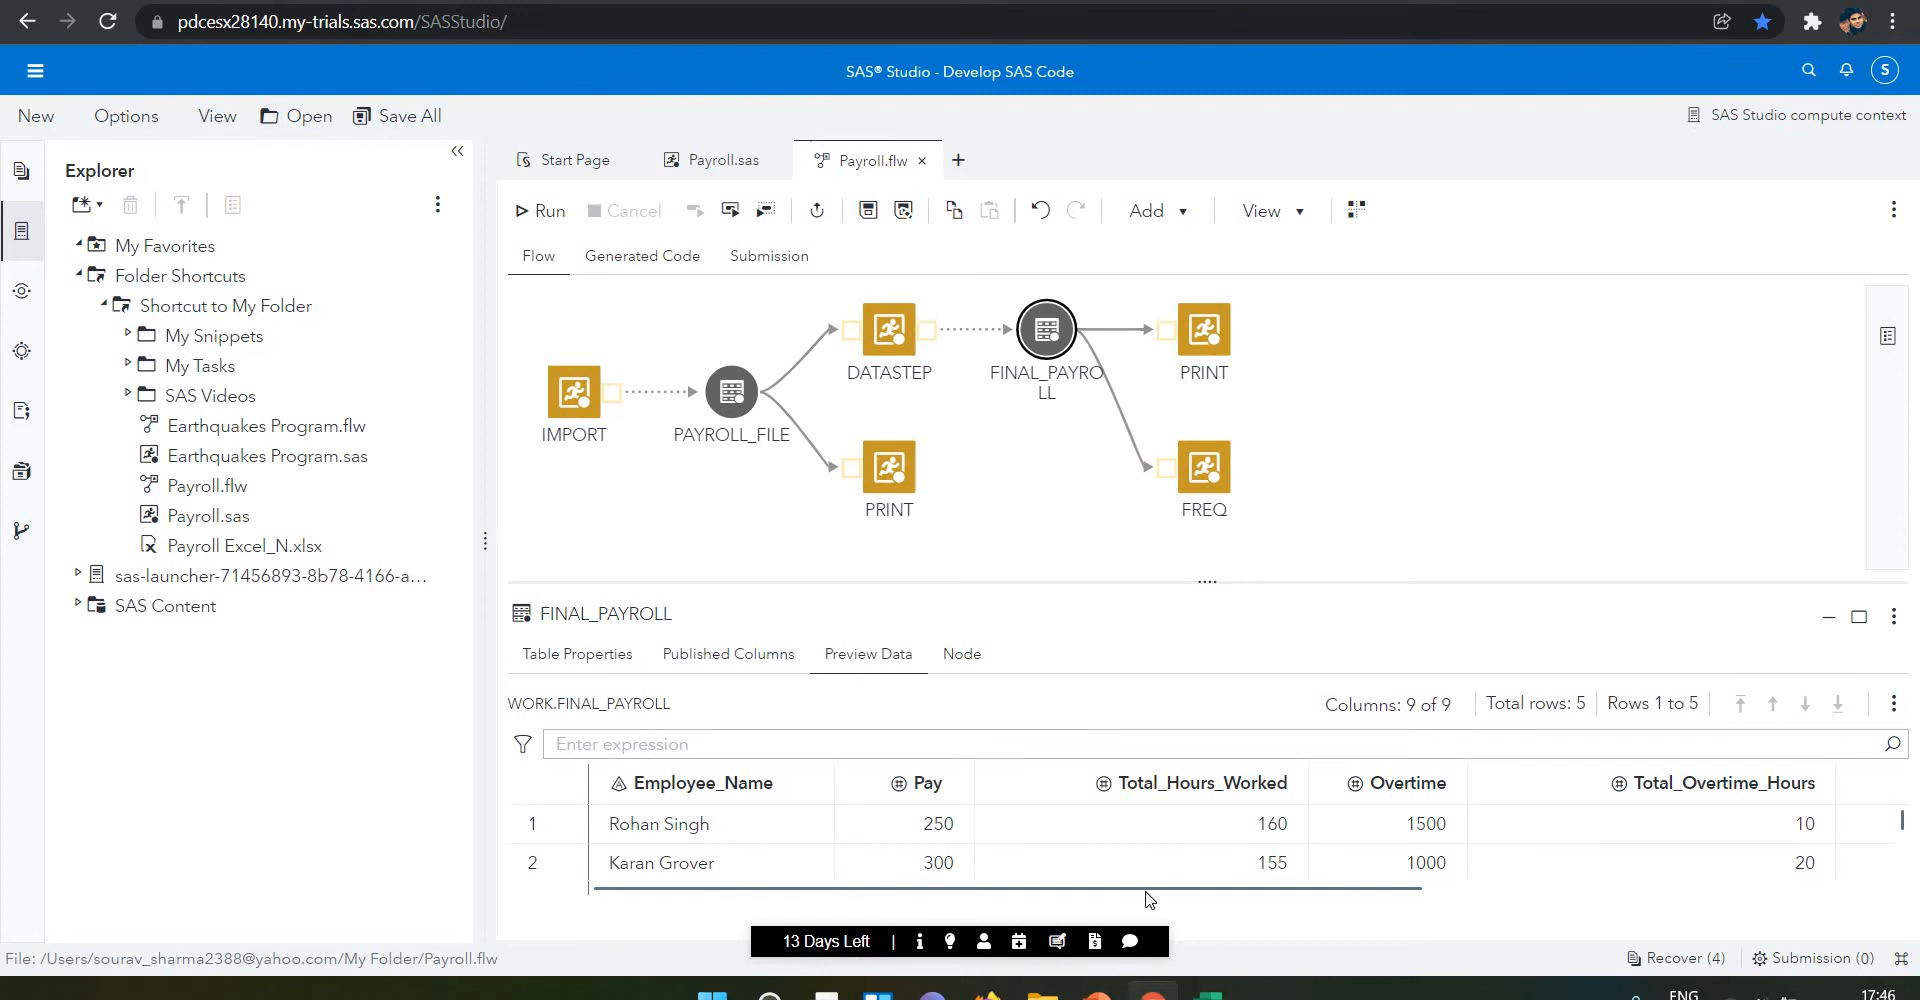 pdcesx28140.my-trials.sas.com/SASStudio/
SAS® Studio - Develop SAS Code
S
New Options View Open Save All
SAS Studio compute context
Explorer
My Favorites
Folder Shortcuts
Shortcut to My Folder
My Snippets
My Tasks
SAS Videos
Earthquakes Program.flw
Earthquakes Program.sas
Payroll.flw
Payroll.sas
Payroll Excel_N.xlsx
sas-launcher-71456893-8b78-4166-a...
SAS Content
Start Page Payroll.sas Payroll.flw
Run Cancel Add View
Flow Generated Code Submission
IMPORT
PAYROLL_FILE
DATASTEP
PRINT
FINAL_PAYRO
LL
PRINT
FREQ
FINAL_PAYROLL
Table Properties Published Columns Preview Data Node
WORK.FINAL_PAYROLL Columns: 9 of 9 Total rows: 5 Rows 1 to 5
Enter expression
Employee_Name Pay Total_Hours_Worked Overtime Total_Overtime_Hours
1 Rohan Singh 250 160 1500 10
2 Karan Grover 300 155 1000 20
13 Days Left
File: /Users/sourav_sharma2388@yahoo.com/My Folder/Payroll.flw
Recover (4) Submission (0)
ENG 17:46